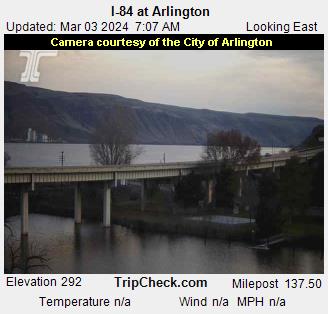 I-84 at Arlington
Updated: Mar 03 2024 7:07 AM Looking East
Camera courtesy of the City of Arlington
Elevation 292 TripCheck.com Milepost 137.50
Temperature n/a Wind n/a MPH n/a